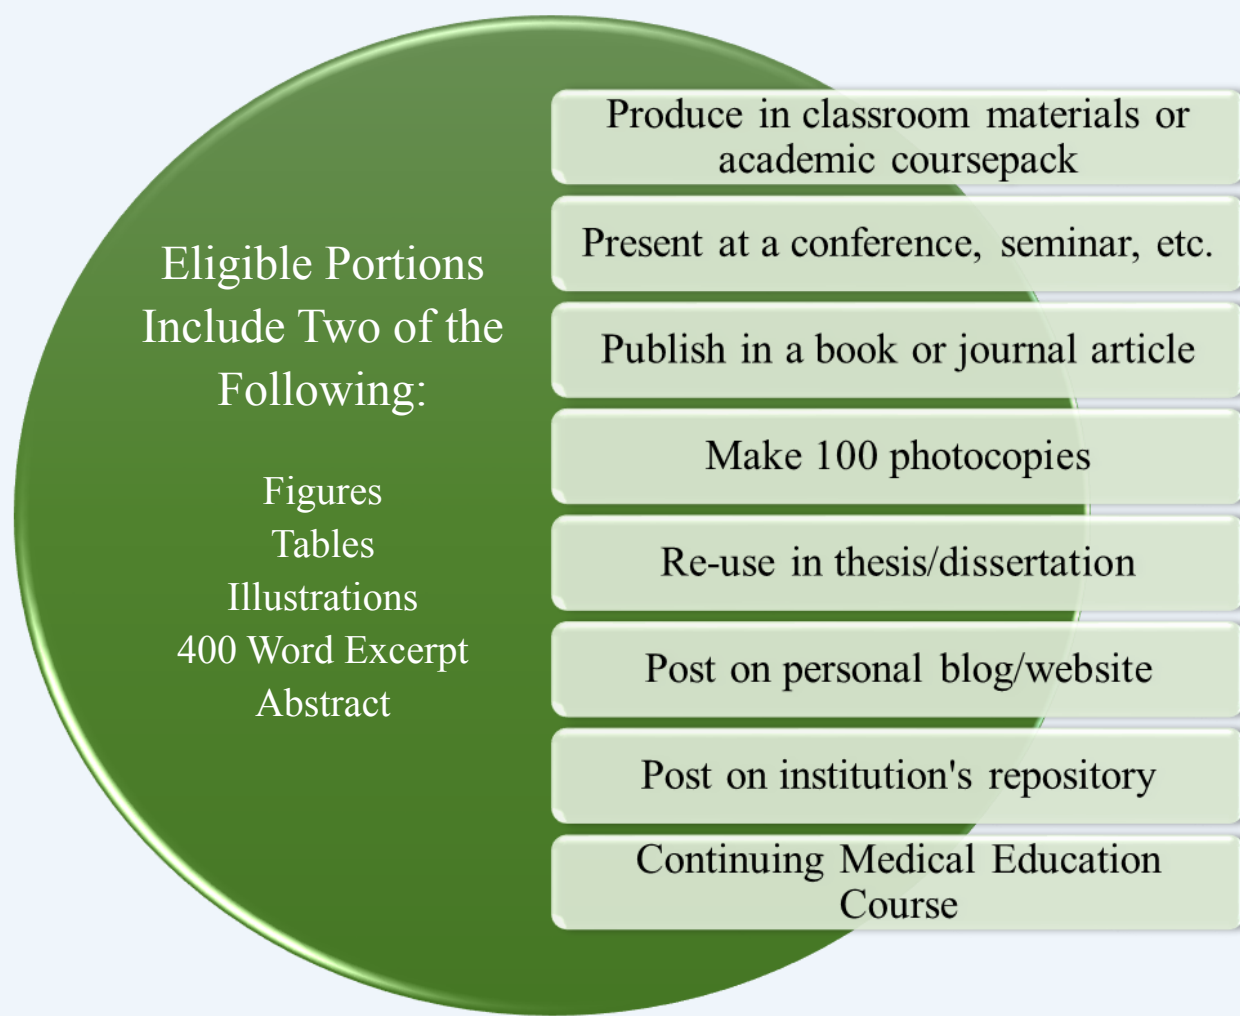 Eligible Portions
Include Two of the
Following:
Figures
Tables
Illustrations
400 Word Excerpt
Abstract
Produce in classroom materials or
academic coursepack
Present at a conference, seminar, etc.
Publish in a book or journal article
Make 100 photocopies
Re-use in thesis/dissertation
Post on personal blog/website
Post on institution's repository
Continuing Medical Education
Course